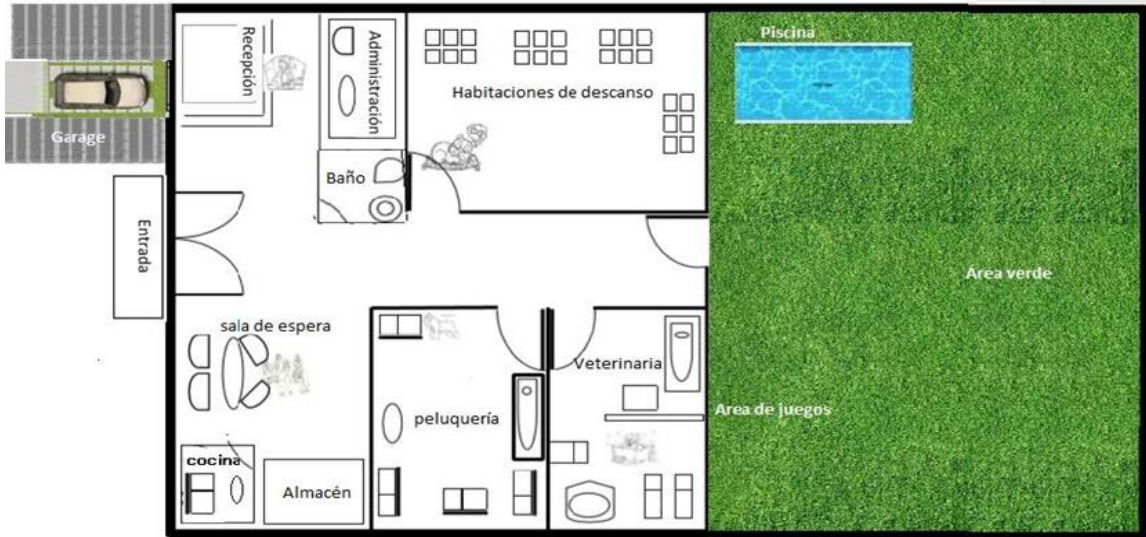 Recepción
Administración
Habitaciones de descanso
Piscina
Garage
Baño
Entrada
Área verde
sala de espera
Veterinaria
peluquería
Area de juegos
cocina
Almacén